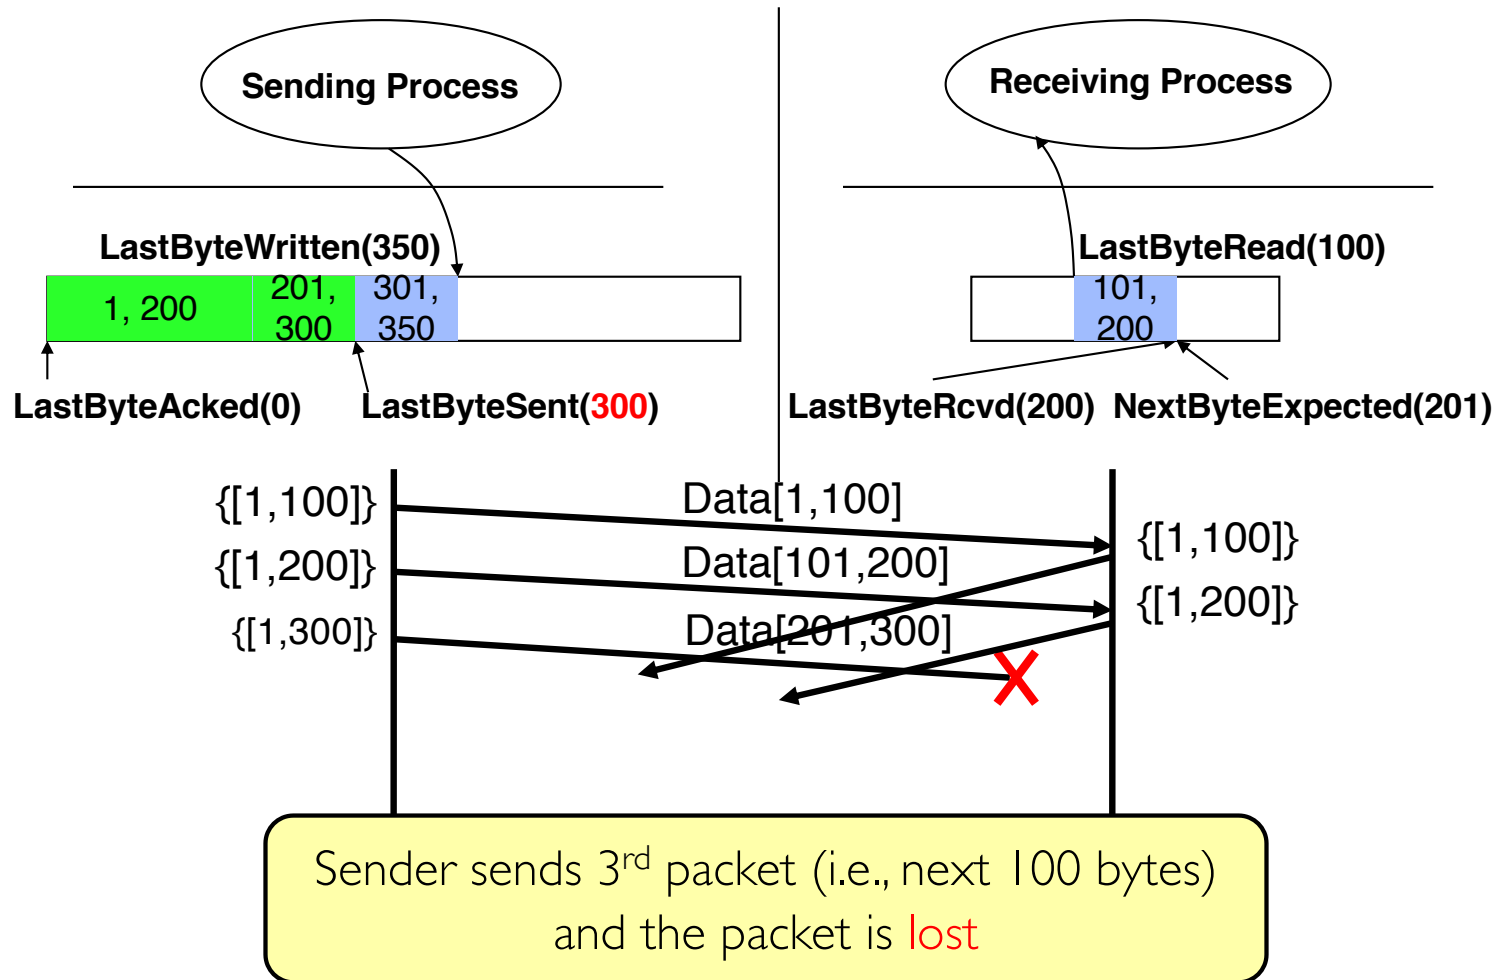 Sending Process
Receiving Process
LastByteWritten(350)
LastByteRead(100)
1, 200
201,
300
301,
350
101,
200
LastByteAcked(0)
LastByteSent(300)
LastByteRcvd(200)
NextByteExpected(201)
{[1,100]}
Data[1,100]
{[1,100]}
{[1,200]}
Data[101,200]
{[1,200]}
{[1,300]}
Data[201,300]
Sender sends 3rd packet (i.e., next 100 bytes)
and the packet is lost